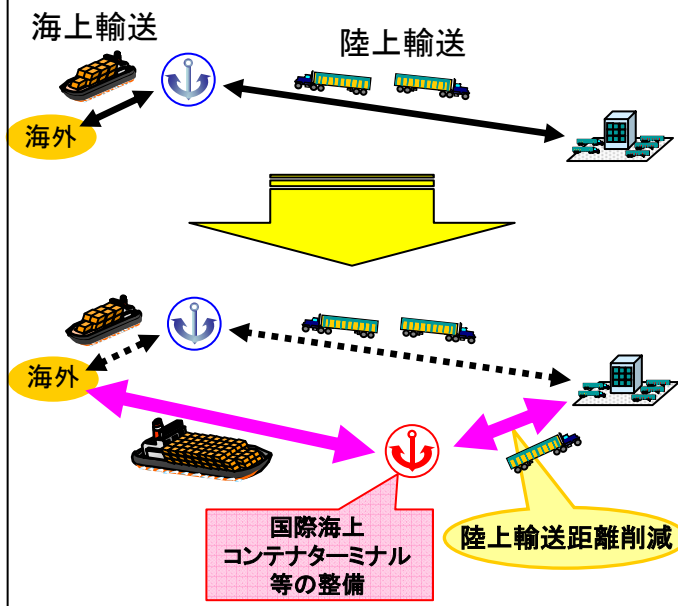 海上輸送
陸上輸送
海外
海外
国際海上
コンテナターミナル
等の整備
陸上輸送距離削減